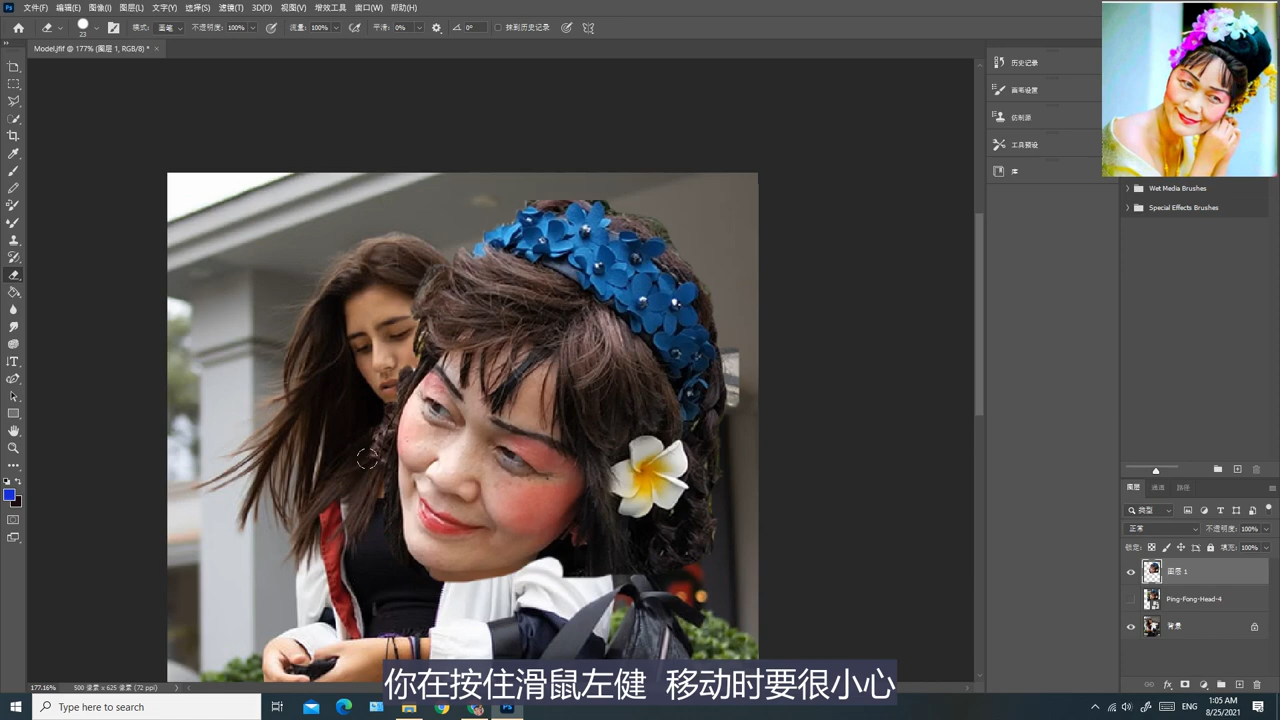 文件(F) 编辑(E) 图像(I) 图层(L) 文字(Y) 选择(S) 滤镜(T) 3D(D) 视图(V) 增效工具 窗口(W) 帮助(H)
23 模式: 画笔 不透明度: 100% 流量: 100% 平滑: 0% 0° 抹到历史记录
Model.jfif @ 177% (图层 1, RGB/8) *
历史记录
画笔设置
仿制源
工具预设
库
Wet Media Brushes
Special Effects Brushes
图层 通道 路径
类型
正常 不透明度: 100%
锁定: 填充: 100%
图层 1
Ping-Fong-Head-4
背景
177.16% 500 像素 x 625 像素 (72 ppi)
你在按住滑鼠左健 移动时要很小心
Type here to search
ENG
1:05 AM
8/25/2021